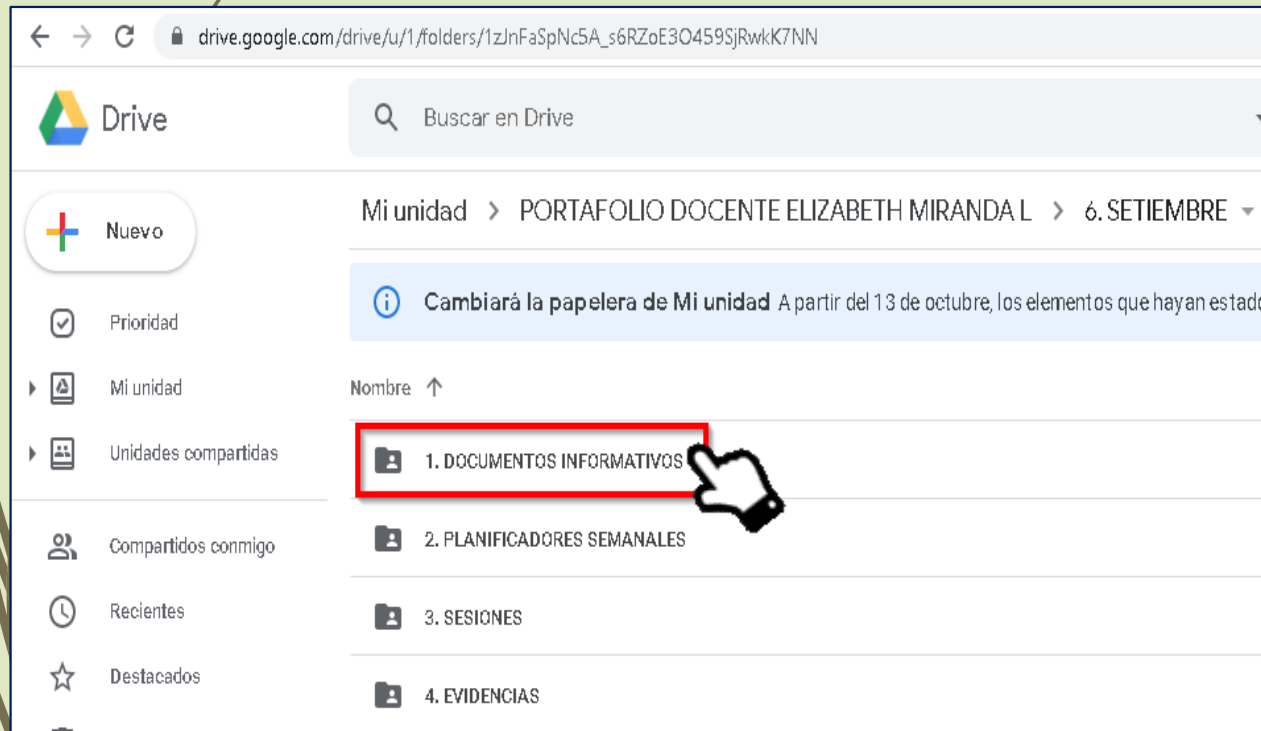 drive.google.com/drive/u/1/folders/1zJnFaSpNc5A_s6RZoE3O459SjRwkK7NN
Drive
Buscar en Drive
Nuevo
Mi unidad > PORTAFOLIO DOCENTE ELIZABETH MIRANDA L > 6. SETIEMBRE
Cambiará la papelera de Mi unidad A partir del 13 de octubre, los elementos que hayan estado
Prioridad
Mi unidad
Unidades compartidas
Compartidos conmigo
Recientes
Destacados
Nombre
1. DOCUMENTOS INFORMATIVOS
2. PLANIFICADORES SEMANALES
3. SESIONES
4. EVIDENCIAS